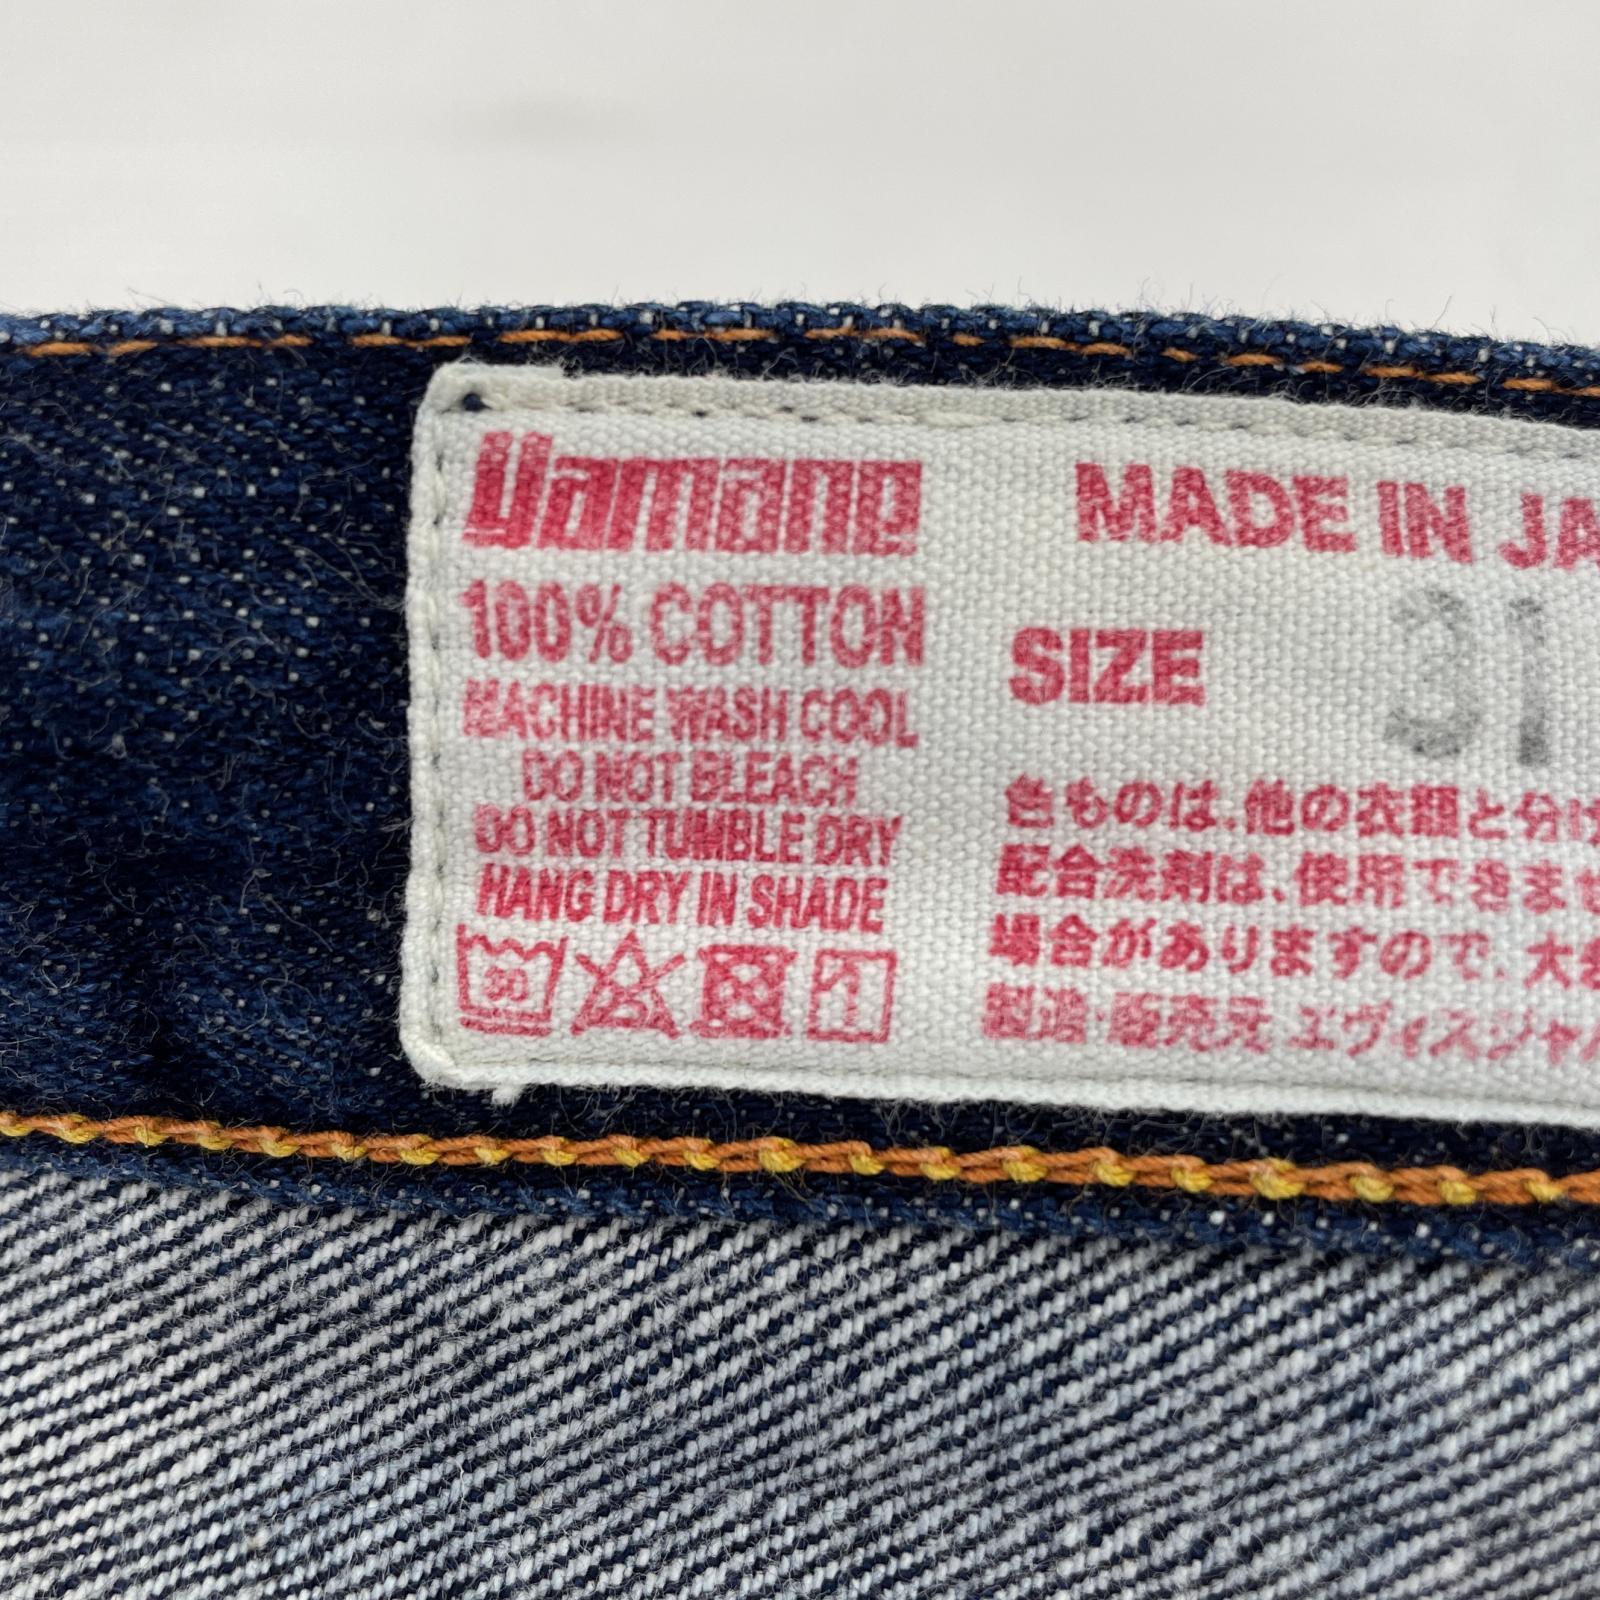 Yamane
100% COTTON
MACHINE WASH COOL
DO NOT BLEACH
DO NOT TUMBLE DRY
HANG DRY IN SHADE
30
MADE IN JA
SIZE 31
色ものは、他の衣類と分け
配合洗剤は、使用できませ
場合がありますので、大
製造・販売元 エヴィスジャパ